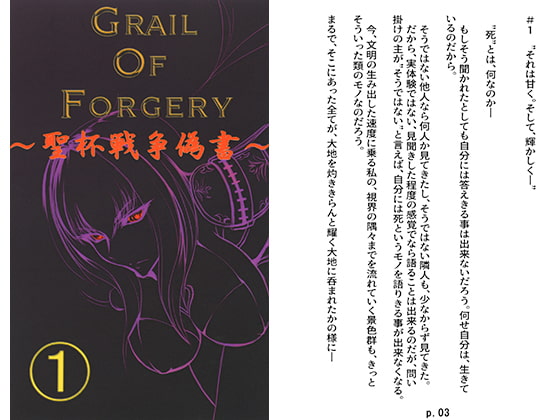 GRAIL
OF
FORGERY
～聖杯戦争偽書～
①
＃１　“それは甘く。そして、輝かしく―”
“死”とは、何なのか―
もしそう聞かれたとしても自分には答えきる事は出来ないだろう。何せ自分は、生きて
いるのだから。
そうではない他人なら何人か見てきたし、そうではない隣人も、少なからず見てきた。
だから、実体験ではない、見聞きした程度の感覚でなら語ることは出来るのだが、問い
掛けの主が“そうではない”と言えば、自分には死というモノを語りきる事が出来なくなる。
今、文明の生み出した速度に乗る私の、視界の隅々までを流れていく景色群も、きっと
そういった類のモノなのだろう。
まるで、そこにあった全てが、大地を灼ききらんと耀く大地に呑まれたかの様に―
p. 03